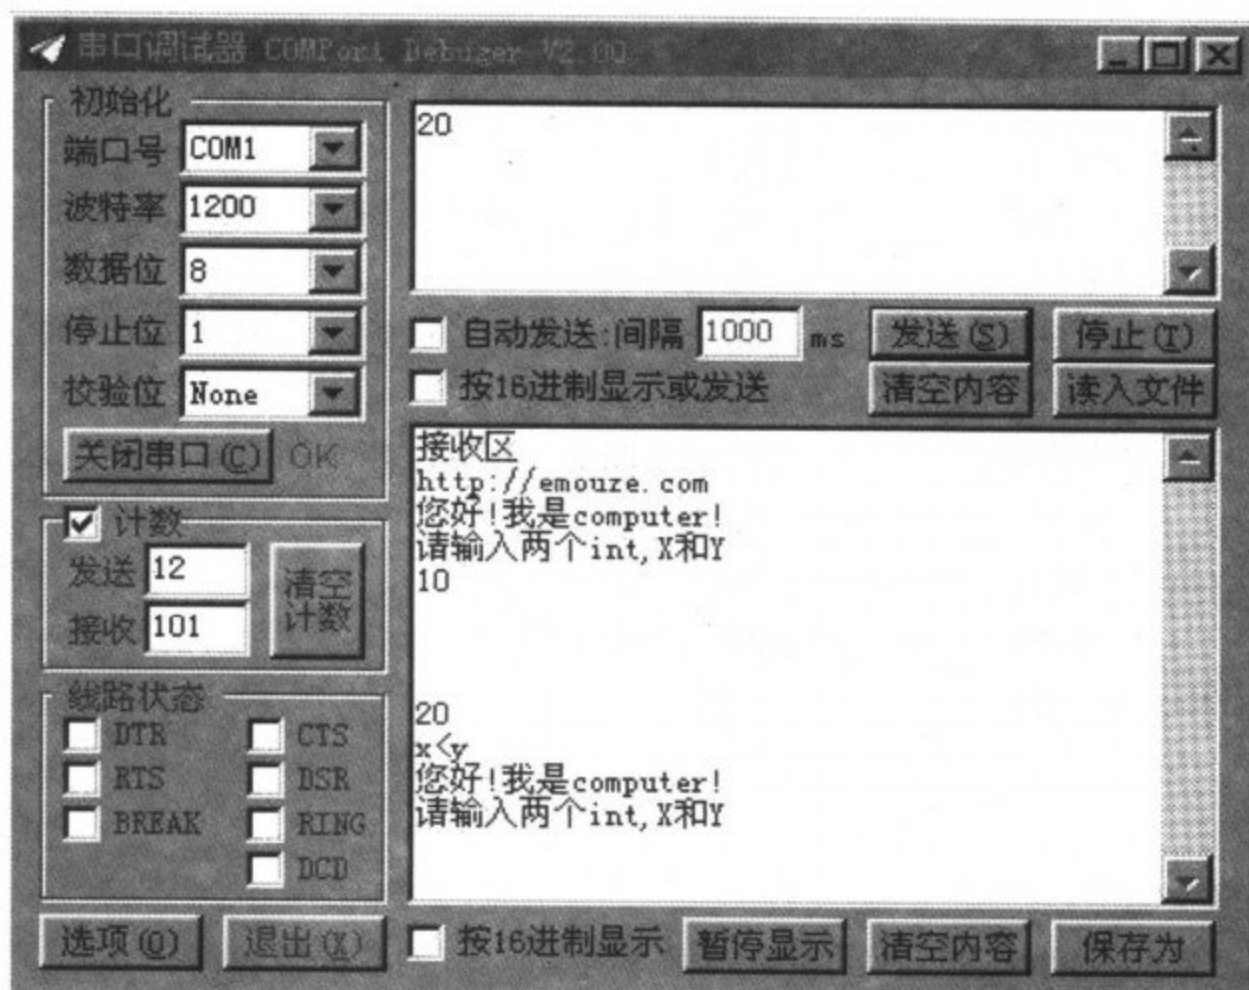 串口调试器 COMPort Debuger V2.00
初始化
端口号 COM1
波特率 1200
数据位 8
停止位 1
校验位 None
关闭串口(C) OK
计数
发送 12
接收 101
清空计数
线路状态
DTR CTS
RTS DSR
BREAK RING
DCD
选项(O) 退出(X)
20
自动发送:间隔 1000 ms 发送(S) 停止(T)
按16进制显示或发送 清空内容 读入文件
接收区
http://emouze.com
您好!我是computer!
请输入两个int,X和Y
10
20
x<y
您好!我是computer!
请输入两个int,X和Y
按16进制显示 暂停显示 清空内容 保存为